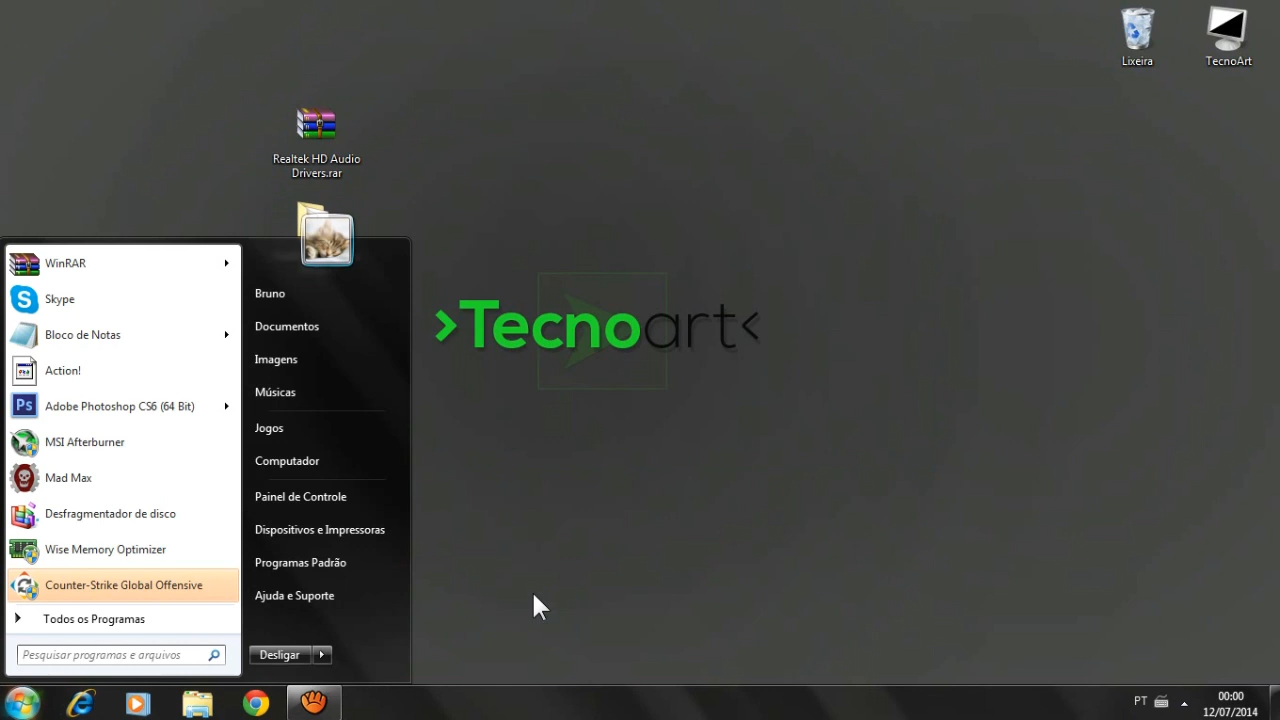 Lixeira
TecnoArt
Realtek HD Audio
Drivers.rar
WinRAR
Skype
Bloco de Notas
Action!
Ps
Adobe Photoshop CS6 (64 Bit)
MSI Afterburner
Mad Max
Desfragmentador de disco
Wise Memory Optimizer
Counter-Strike Global Offensive
Todos os Programas
Pesquisar programas e arquivos
Bruno
Documentos
Imagens
Músicas
Jogos
Computador
Painel de Controle
Dispositivos e Impressoras
Programas Padrão
Ajuda e Suporte
Desligar
>Tecnoart<
PT
00:00
12/07/2014